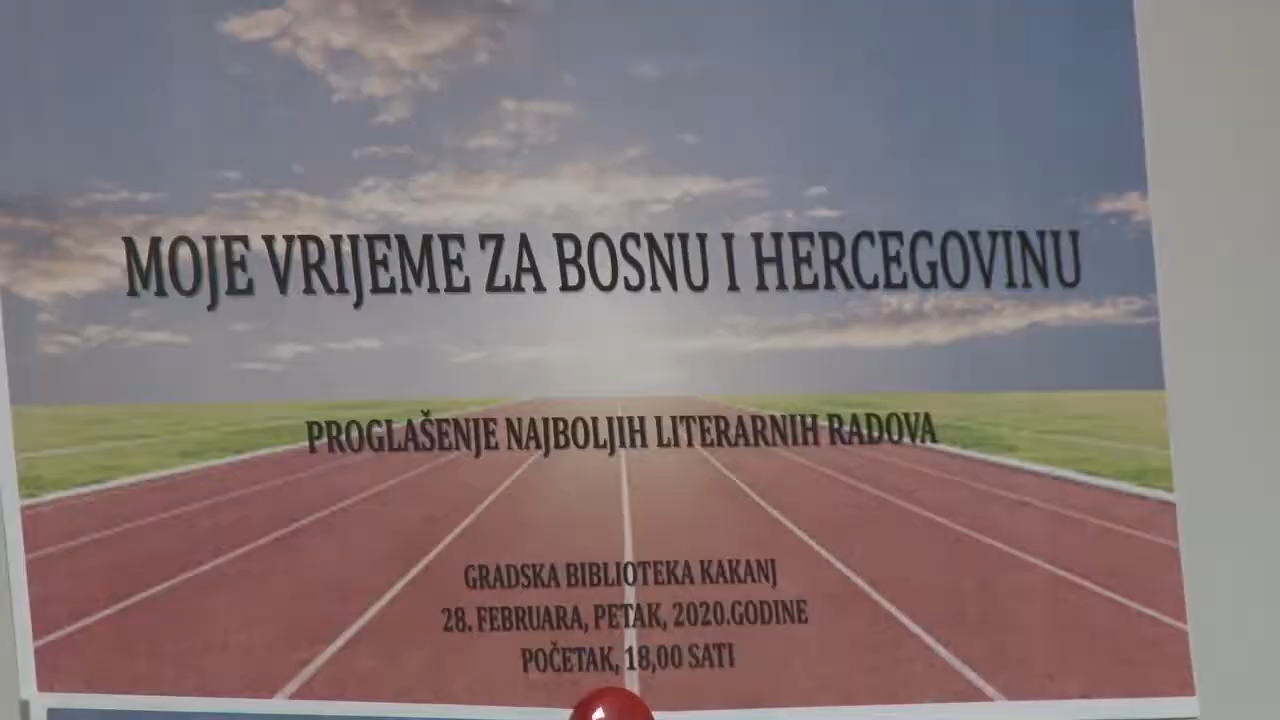 MOJE VRIJEME ZA BOSNU I HERCEGOVINU
PROGLAŠENJE NAJBOLJIH LITERARNIH RADOVA
GRADSKA BIBLIOTEKA KAKANJ
28. FEBRUARA, PETAK, 2020.GODINE
POČETAK, 18,00 SATI